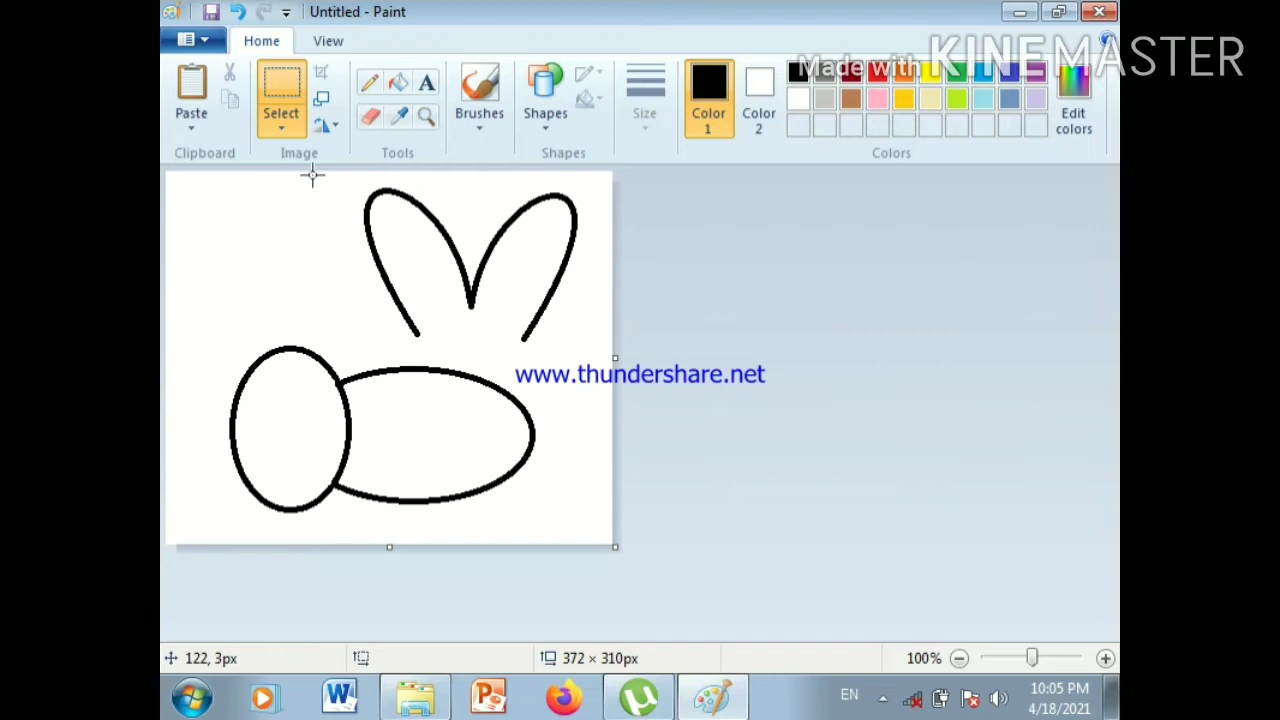 Untitled - Paint
Home View
Made with KINEMASTER
Paste Select Brushes Shapes Size Color 1 Color 2 Edit colors
Clipboard Image Tools Shapes Colors
www.thundershare.net
122, 3px 372 × 310px 100%
EN 10:05 PM
4/18/2021